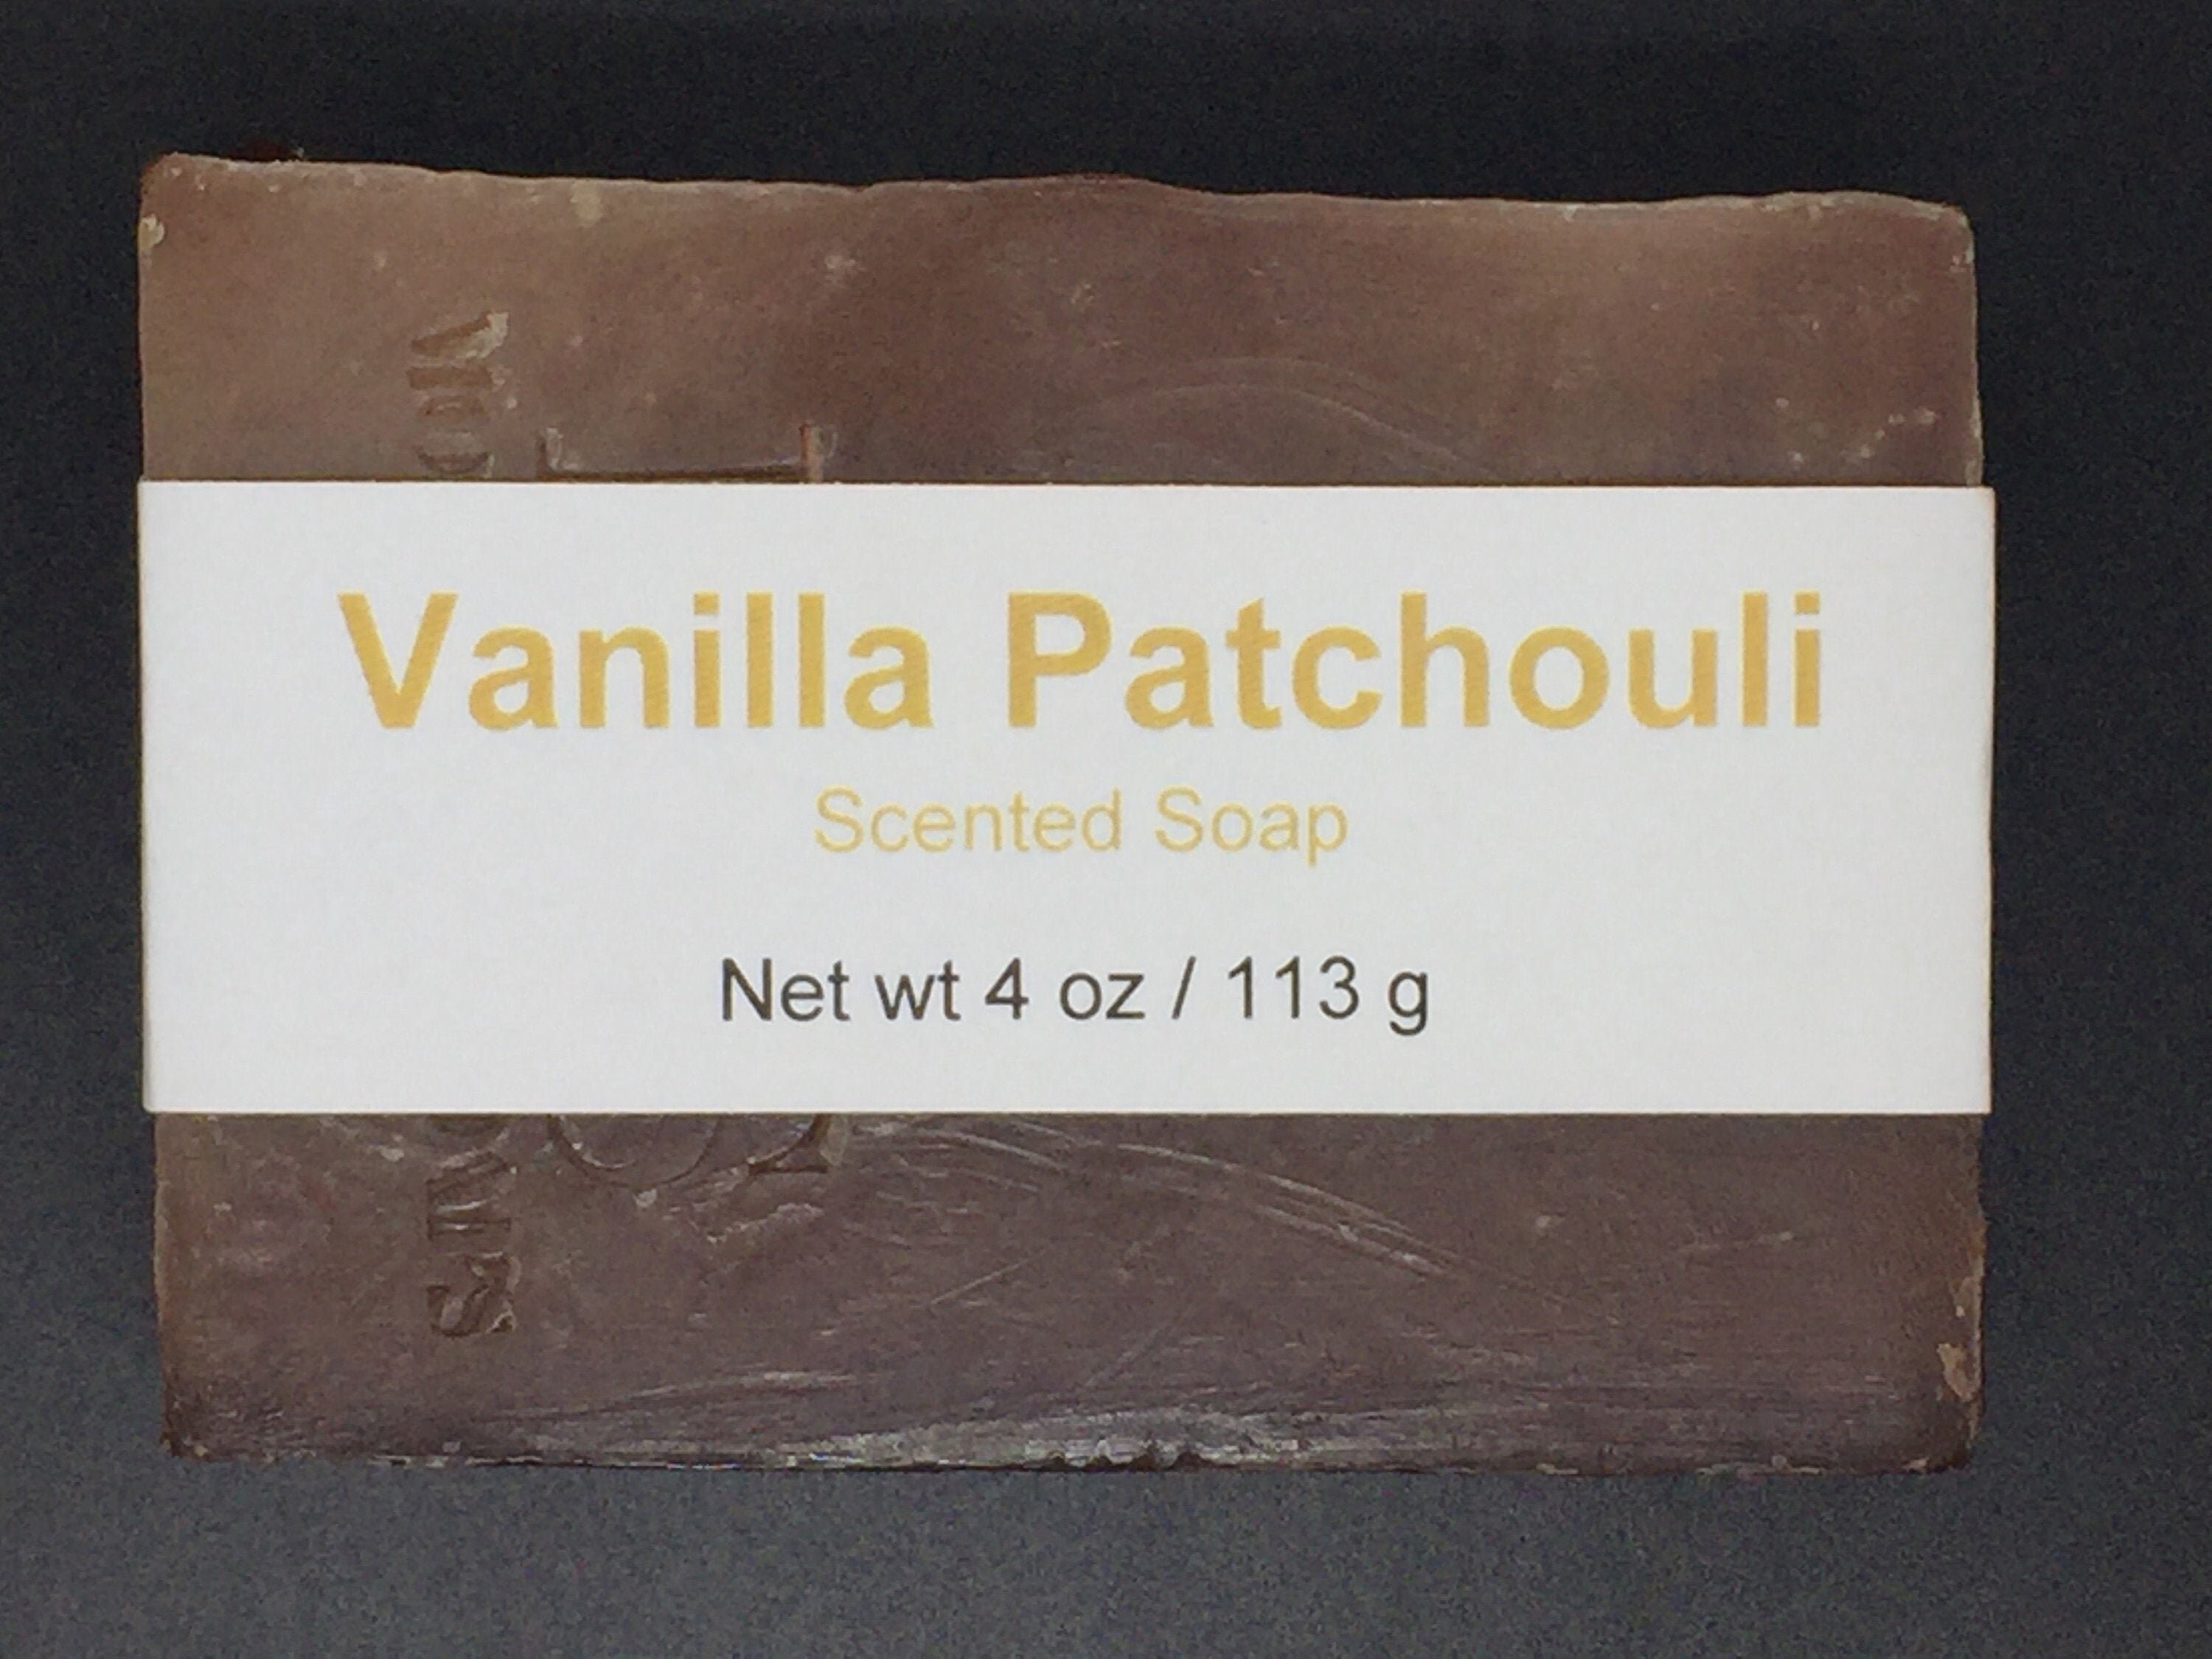 Vanilla Patchouli
Scented Soap
Net wt 4 oz / 113 g